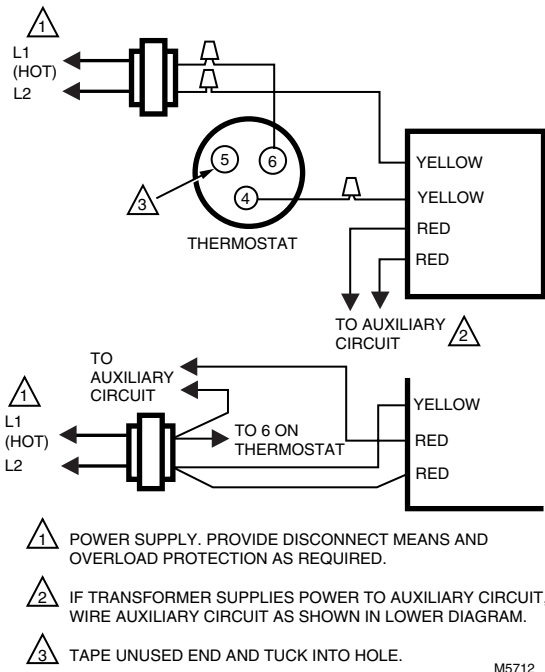 1
L1
(HOT)
L2
5
6
4
3
THERMOSTAT
YELLOW
YELLOW
RED
RED
TO AUXILIARY
CIRCUIT
2
TO
AUXILIARY
CIRCUIT
1
L1
(HOT)
L2
TO 6 ON
THERMOSTAT
YELLOW
RED
RED
1 POWER SUPPLY. PROVIDE DISCONNECT MEANS AND
OVERLOAD PROTECTION AS REQUIRED.
2 IF TRANSFORMER SUPPLIES POWER TO AUXILIARY CIRCUIT,
WIRE AUXILIARY CIRCUIT AS SHOWN IN LOWER DIAGRAM.
3 TAPE UNUSED END AND TUCK INTO HOLE.
M5712